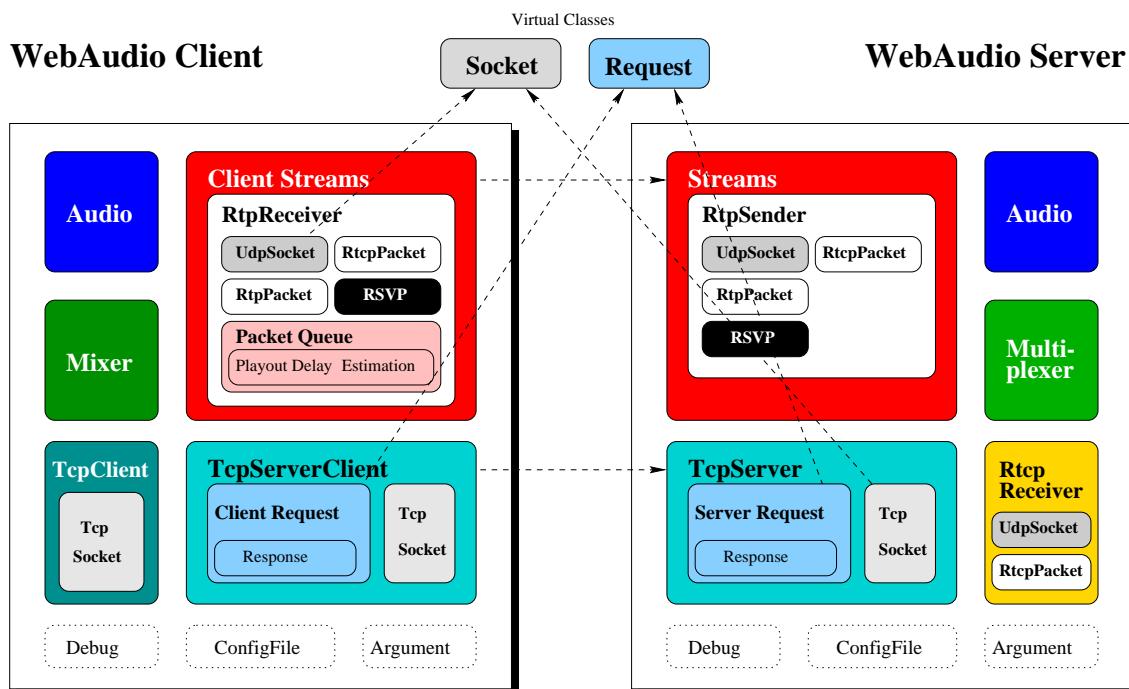 Virtual Classes
WebAudio Client
Socket
Request
WebAudio Server
Audio
Mixer
TcpClient
Tcp
Socket
Client Streams
RtpReceiver
UdpSocket
RtcpPacket
RtpPacket
RSVP
Packet Queue
Playout Delay Estimation
TcpServerClient
Client Request
Response
Tcp
Socket
Debug
ConfigFile
Argument
Streams
RtpSender
UdpSocket
RtcpPacket
RtpPacket
RSVP
TcpServer
Server Request
Response
Tcp
Socket
Audio
Multi-
plexer
Rtcp
Receiver
UdpSocket
RtcpPacket
Debug
ConfigFile
Argument